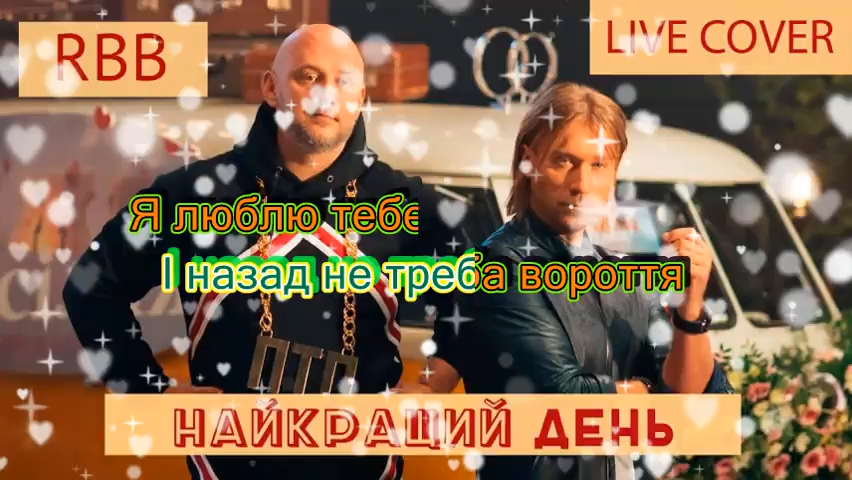 RBB
LIVE COVER
Я люблю тебе
І назад не треба вороття
НАЙКРАЩИЙ ДЕНЬ